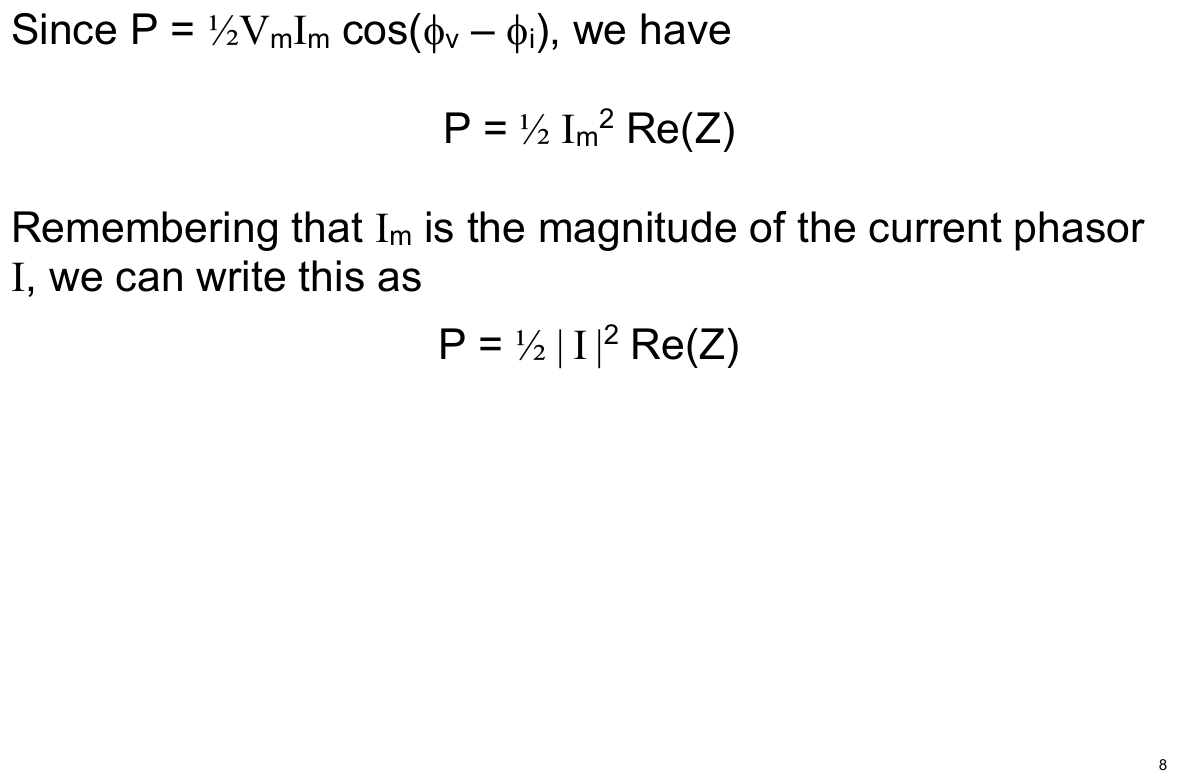 Since P = ½VₘIₘ cos(ϕᵥ – ϕᵢ), we have
P = ½ Iₘ² Re(Z)
Remembering that Iₘ is the magnitude of the current phasor
I, we can write this as
P = ½ | I |² Re(Z)
8